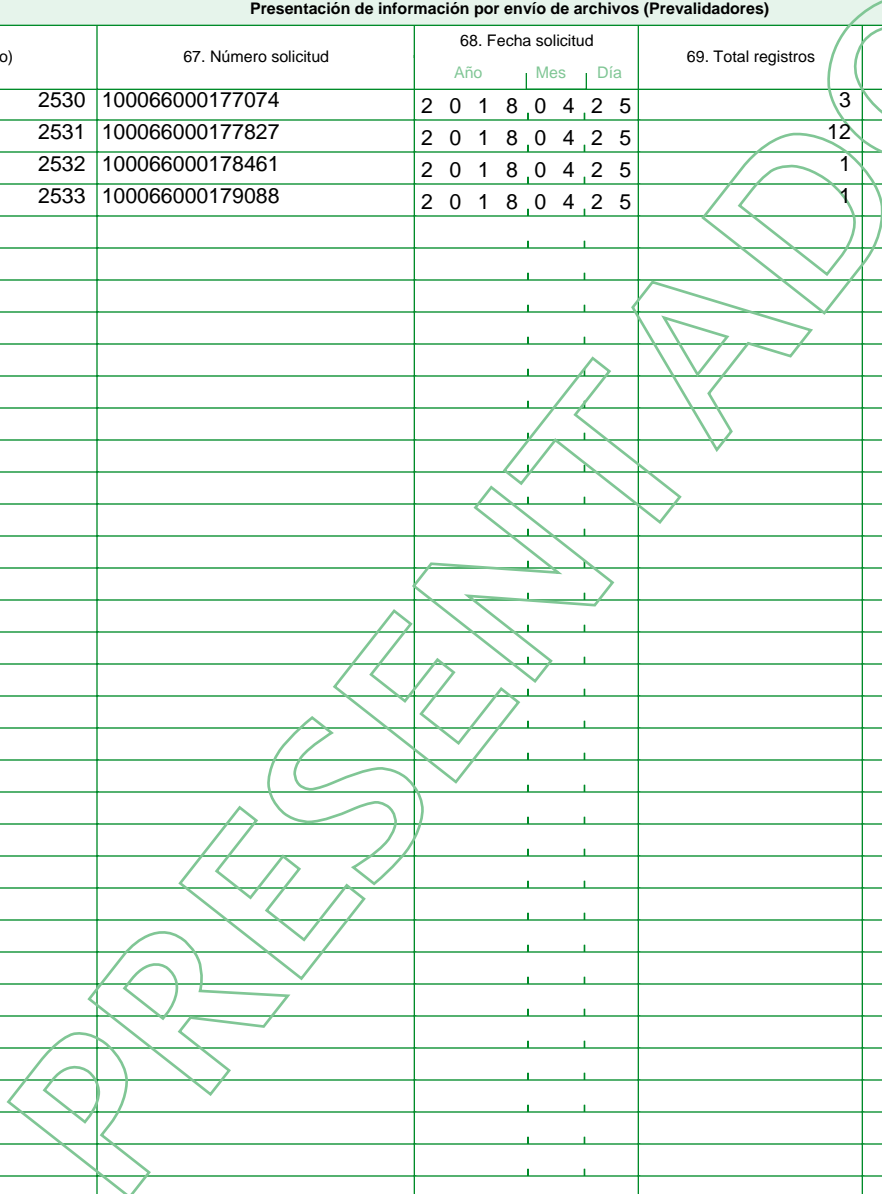 Presentación de información por envío de archivos (Prevalidadores)
o) 67. Número solicitud 68. Fecha solicitud 69. Total registros
Año Mes Día
2530 100066000177074 2 0 1 8 0 4 2 5 3
2531 100066000177827 2 0 1 8 0 4 2 5 12
2532 100066000178461 2 0 1 8 0 4 2 5 1
2533 100066000179088 2 0 1 8 0 4 2 5 1
PRESENTADO